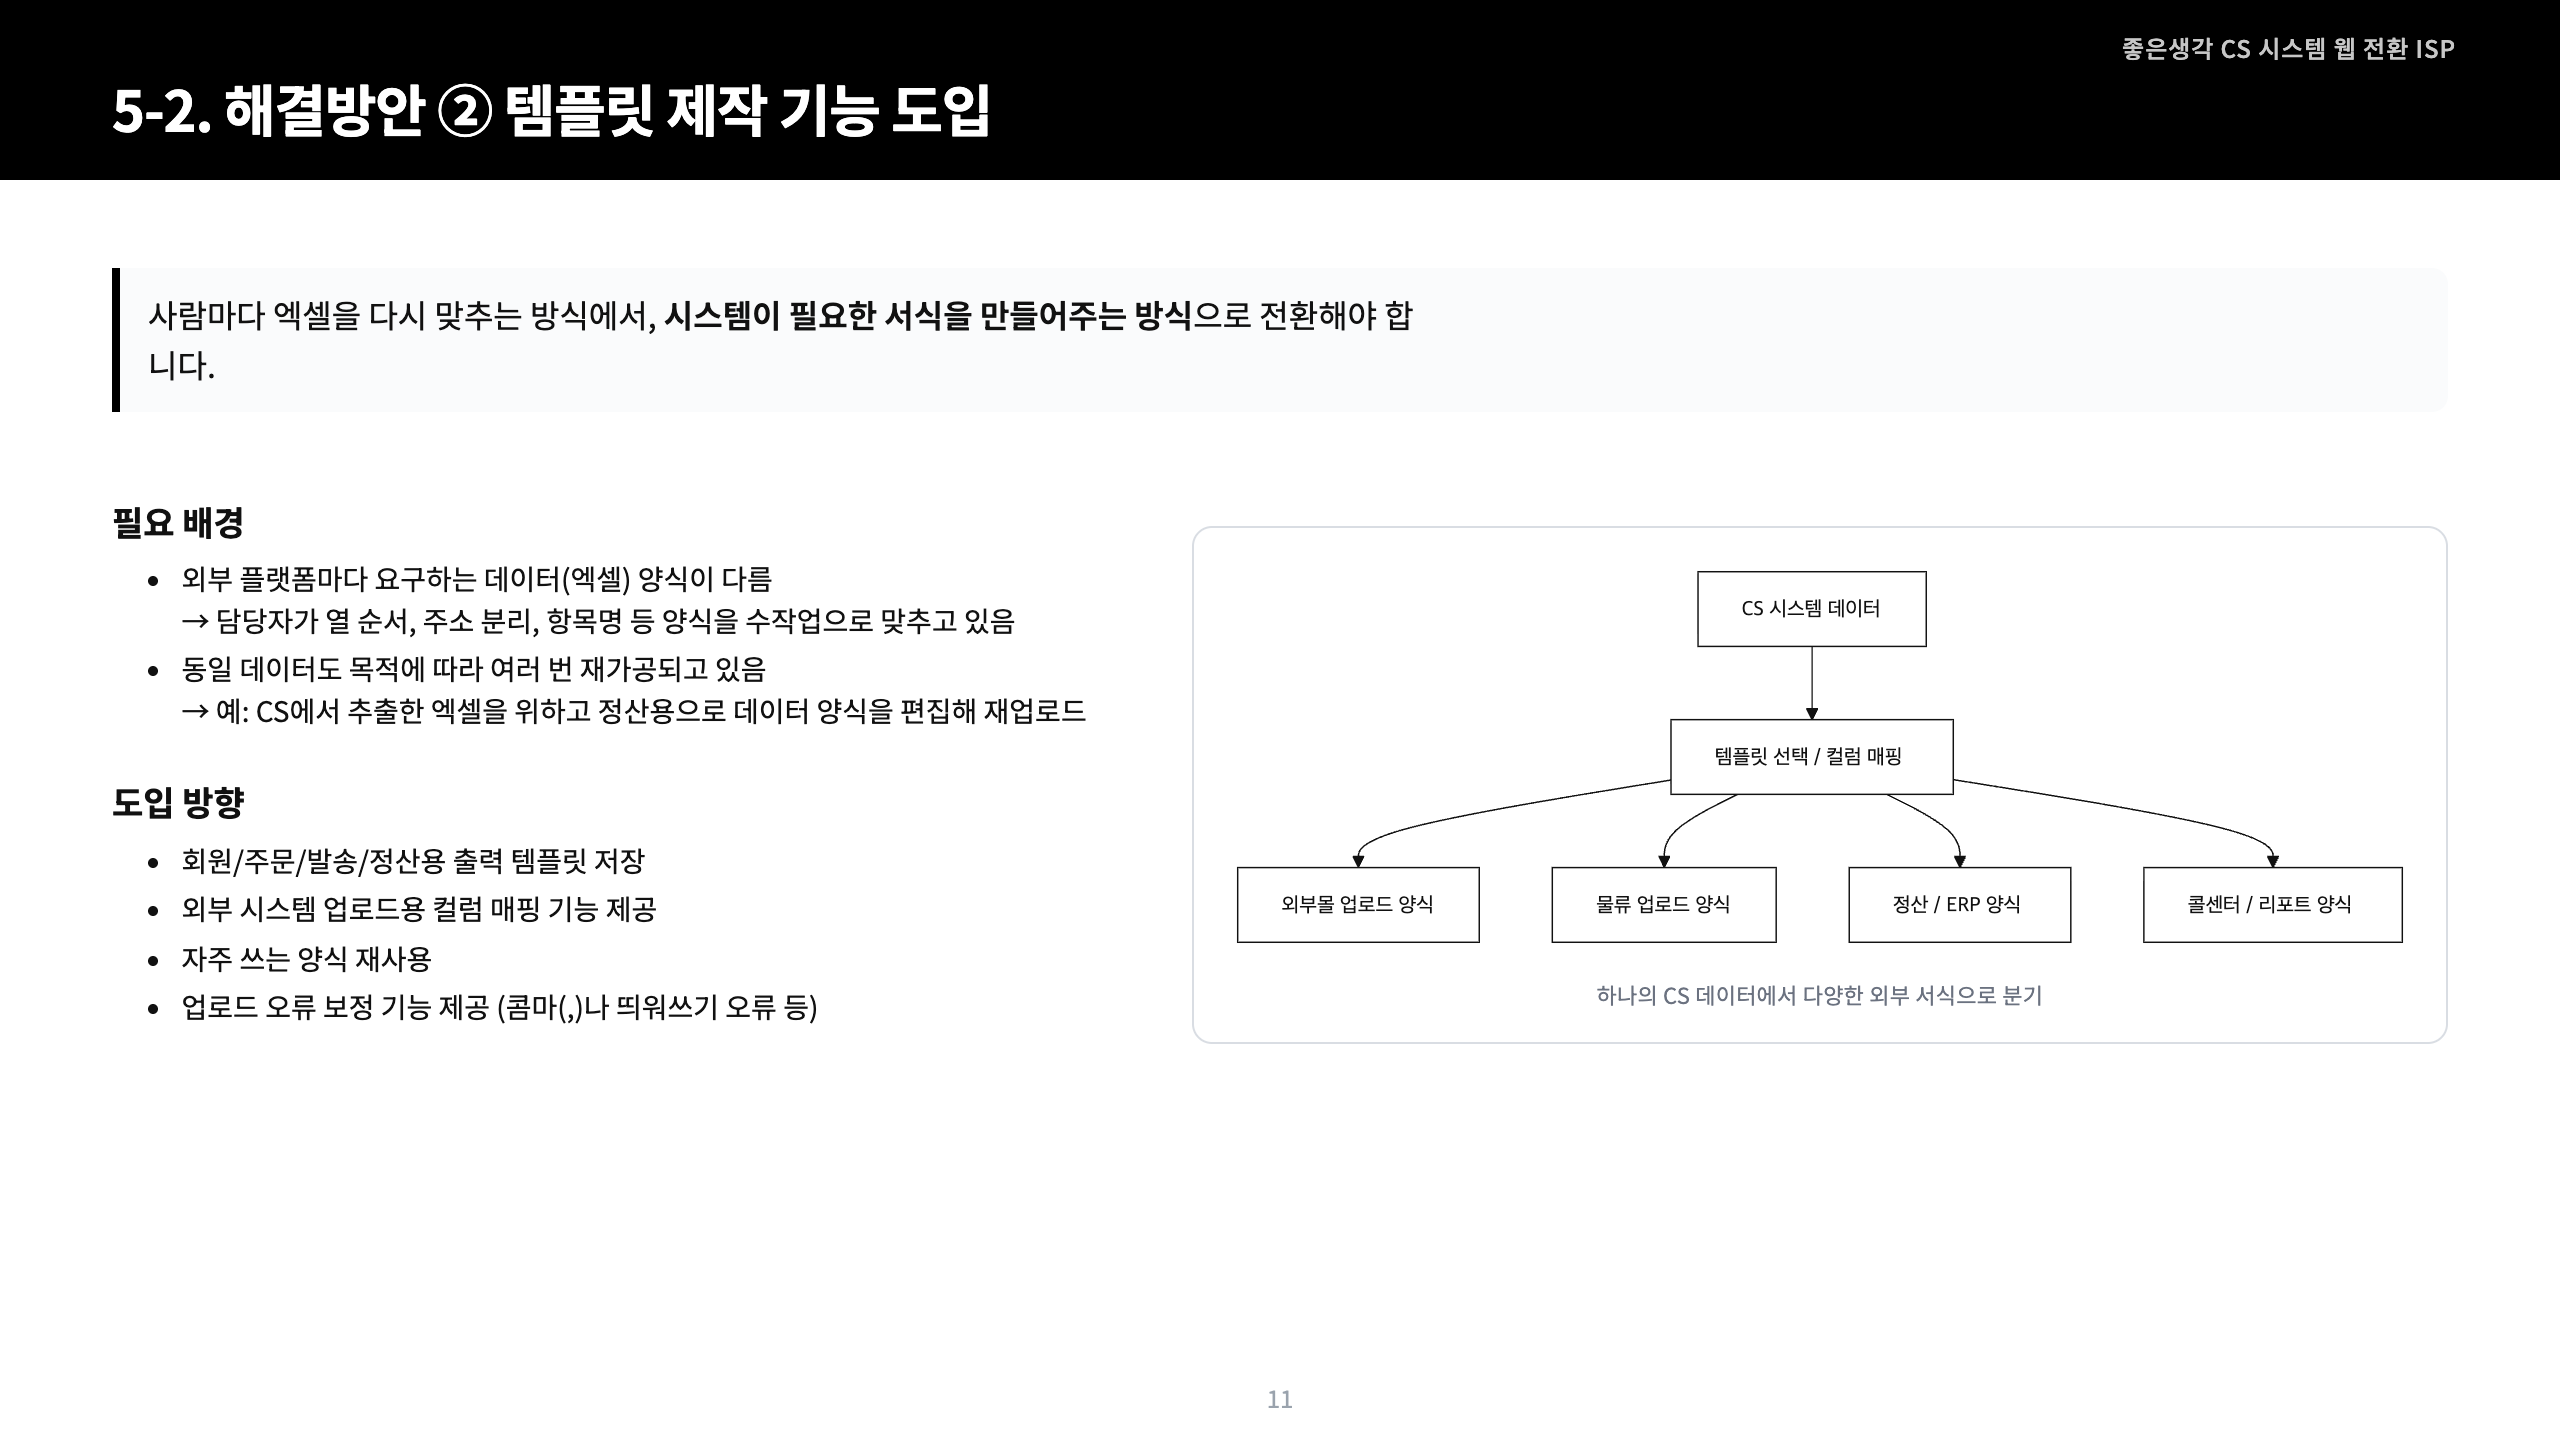 좋은생각 CS 시스템 웹 전환 ISP
5-2. 해결방안 ② 템플릿 제작 기능 도입
사람마다 엑셀을 다시 맞추는 방식에서, 시스템이 필요한 서식을 만들어주는 방식으로 전환해야 합
니다.
필요 배경
• 외부 플랫폼마다 요구하는 데이터(엑셀) 양식이 다름
→ 담당자가 열 순서, 주소 분리, 항목명 등 양식을 수작업으로 맞추고 있음
• 동일 데이터도 목적에 따라 여러 번 재가공되고 있음
→ 예: CS에서 추출한 엑셀을 위하고 정산용으로 데이터 양식을 편집해 재업로드
도입 방향
• 회원/주문/발송/정산용 출력 템플릿 저장
• 외부 시스템 업로드용 컬럼 매핑 기능 제공
• 자주 쓰는 양식 재사용
• 업로드 오류 보정 기능 제공 (콤마(,)나 띄워쓰기 오류 등)
CS 시스템 데이터
템플릿 선택 / 컬럼 매핑
외부몰 업로드 양식
물류 업로드 양식
정산 / ERP 양식
콜센터 / 리포트 양식
하나의 CS 데이터에서 다양한 외부 서식으로 분기
11